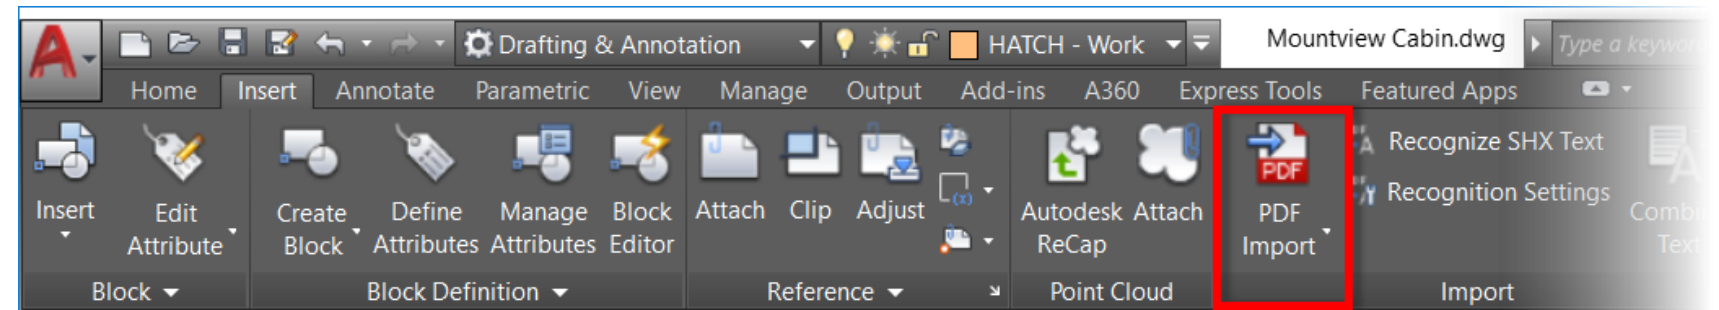 Drafting & Annotation
HATCH - Work
Mountview Cabin.dwg
Type a keyword
Home Insert Annotate Parametric View Manage Output Add-ins A360 Express Tools Featured Apps
Insert
Edit
Attribute
Create
Block
Define
Attributes
Manage
Attributes
Block
Editor
Attach
Clip
Adjust
Autodesk
ReCap
Attach
PDF
PDF
Import
Recognize SHX Text
Recognition Settings
Text
Block
Block Definition
Reference
Point Cloud
Import